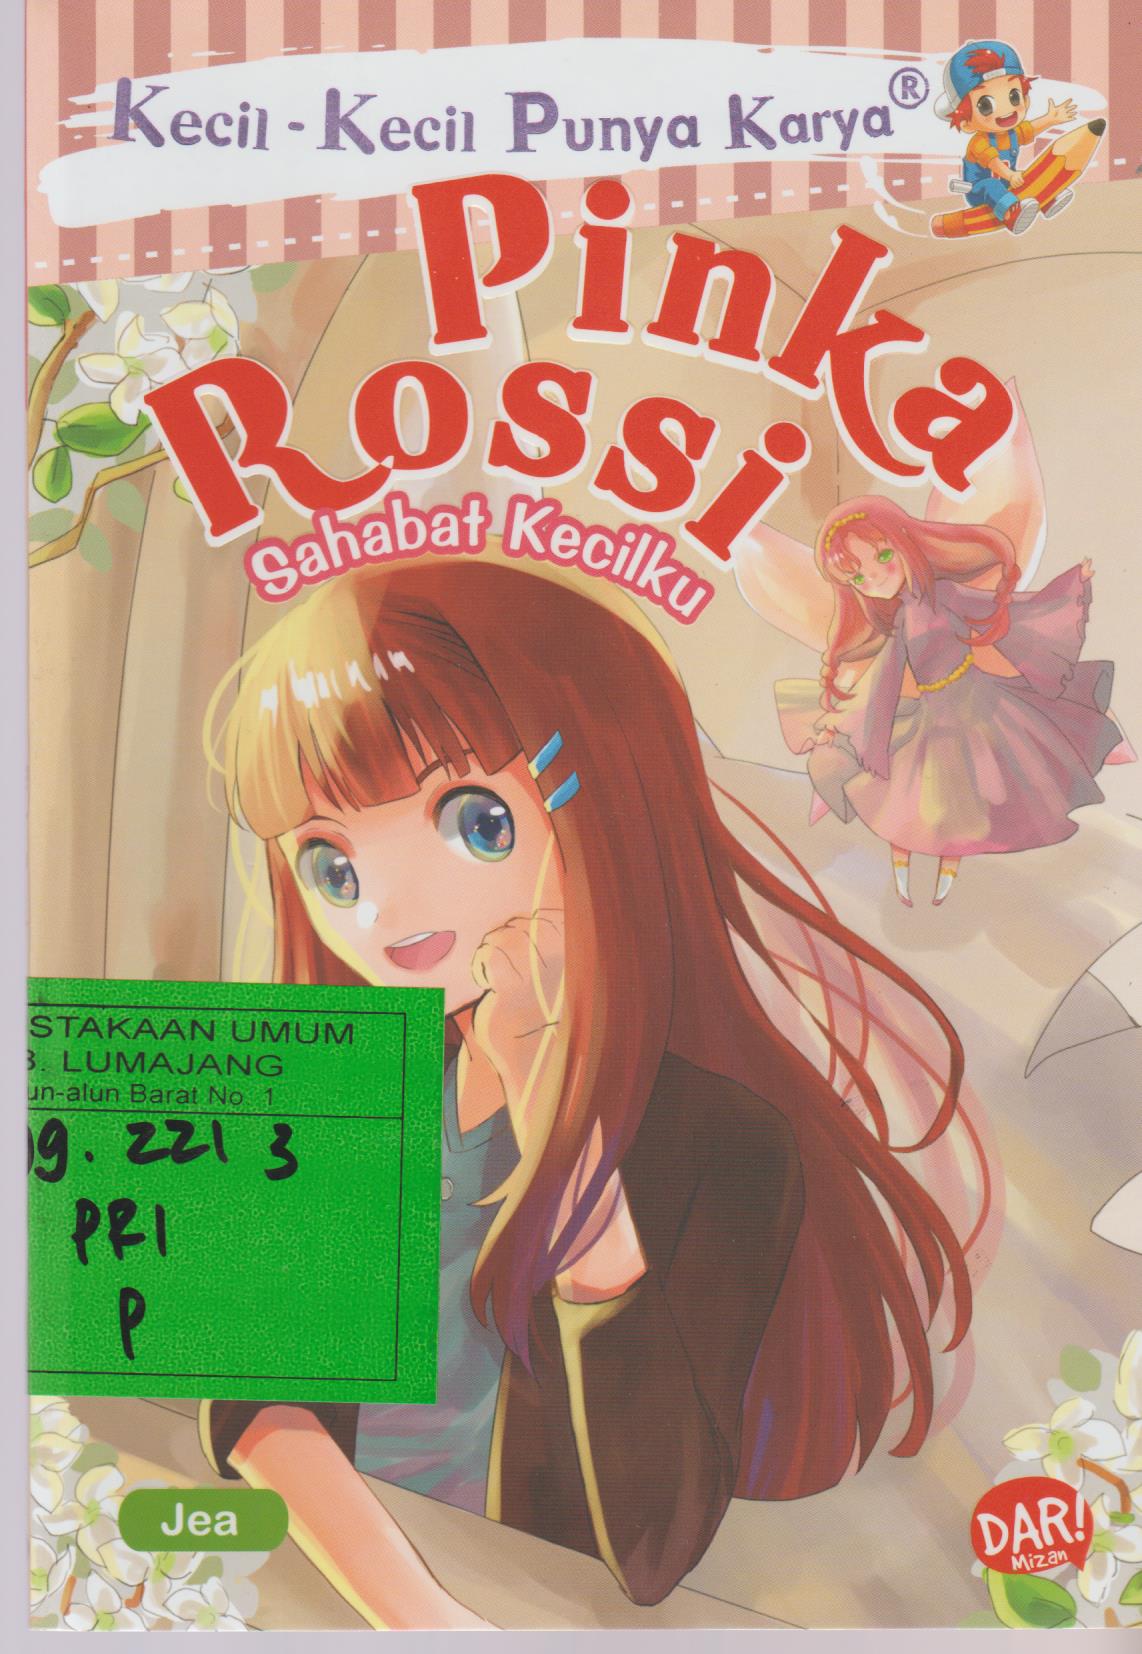 Kecil-Kecil Punya Karya®
Pinka
Rossi
Sahabat Kecilku
STAKAAN UMUM
B. LUMAJANG
un-alun Barat No. 1
9. 221 3
PRI
P
Jea
DAR!
Mizan